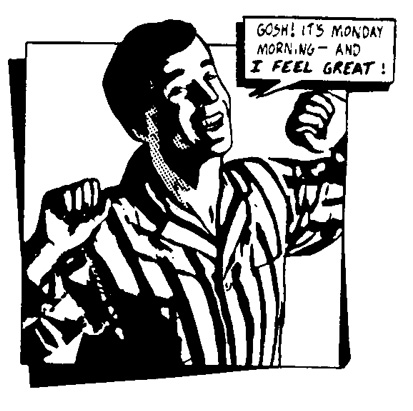 GOSH! IT'S MONDAY
MORNING — AND
I FEEL GREAT!